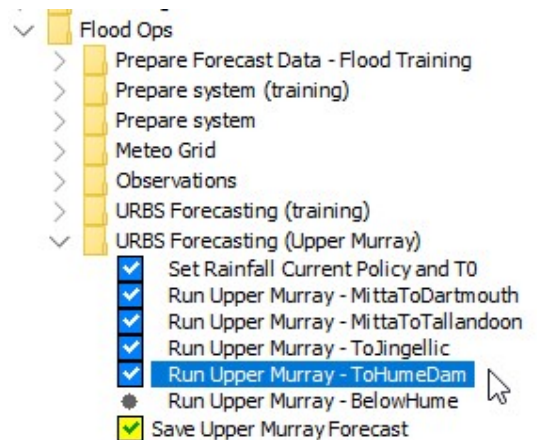 Flood Ops
Prepare Forecast Data - Flood Training
Prepare system (training)
Prepare system
Meteo Grid
Observations
URBS Forecasting (training)
URBS Forecasting (Upper Murray)
Set Rainfall Current Policy and T0
Run Upper Murray - MittaToDartmouth
Run Upper Murray - MittaToTallandoon
Run Upper Murray - ToJingellic
Run Upper Murray - ToHumeDam
Run Upper Murray - BelowHume
Save Upper Murray Forecast